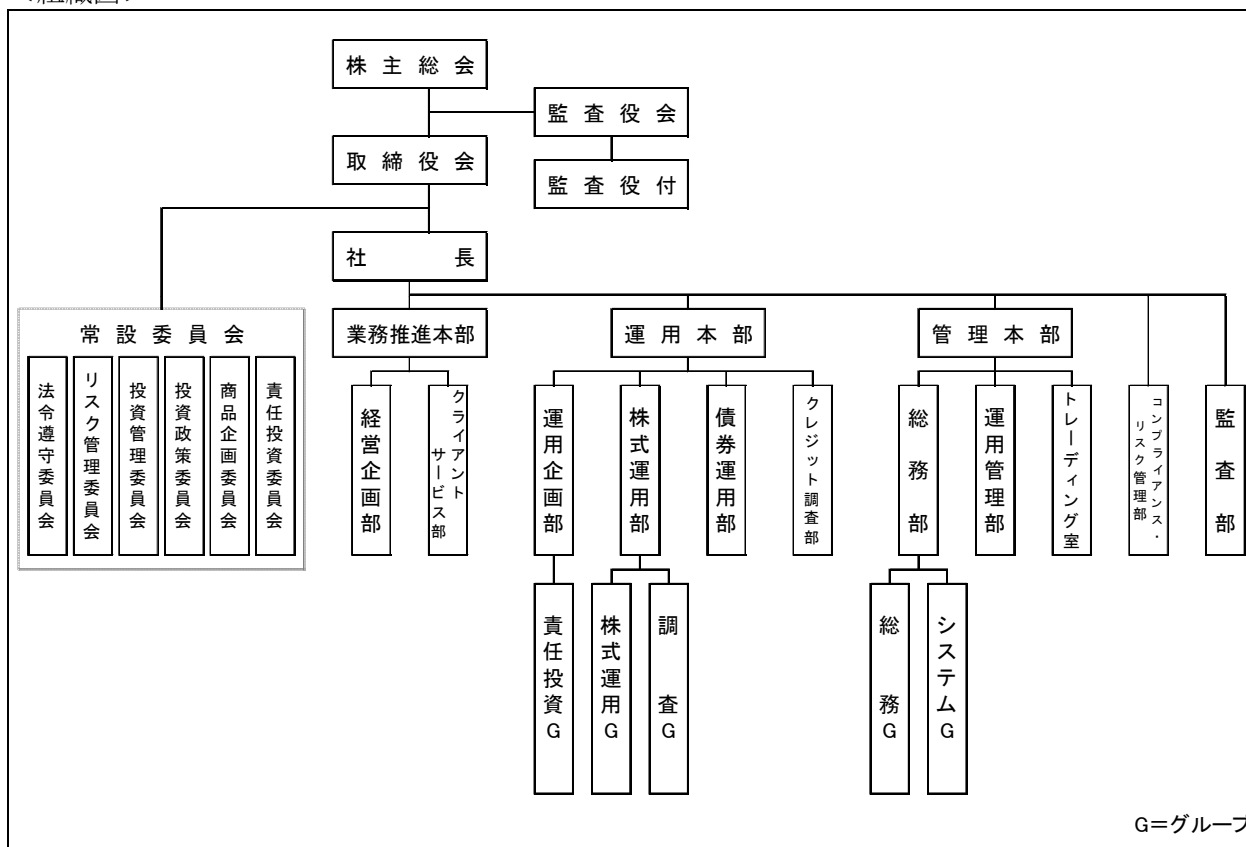 株主総会
監査役会
取締役会
監査役付
社長
常設委員会
法令遵守委員会
リスク管理委員会
投資管理委員会
投資政策委員会
商品企画委員会
責任投資委員会
業務推進本部
運用本部
管理本部
経営企画部
クライアント
サービス部
運用企画部
株式運用部
債券運用部
クレジット調査部
総務部
運用管理部
トレーディング室
コンプライアンス・
リスク管理部
監査部
責任投資G
株式運用G
調査G
総務G
システムG
G=グループ